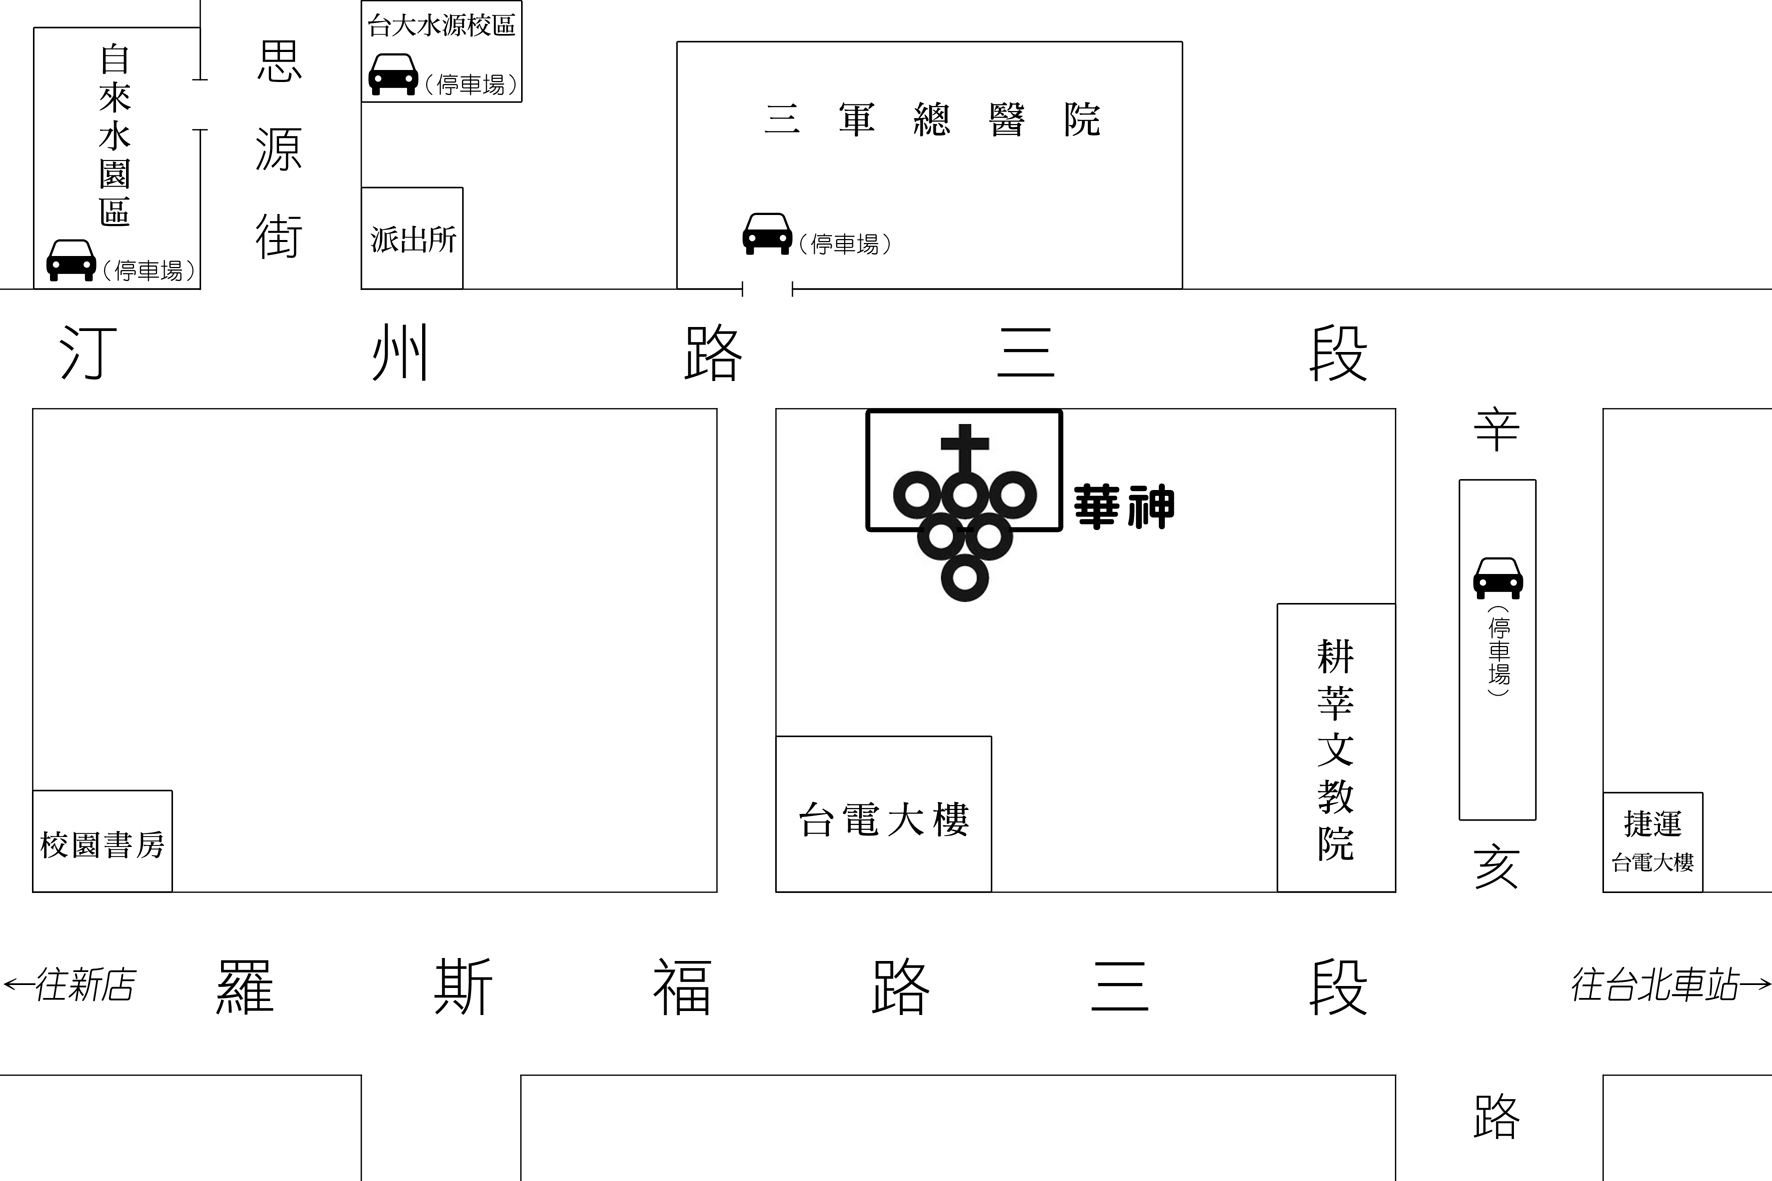 自來水園區
(停車場)
思源街
台大水源校區
(停車場)
派出所
三軍總醫院
(停車場)
汀州路三段
華神
辛亥路
(停車場)
耕莘文教院
台電大樓
校園書房
捷運
台電大樓
←往新店
羅斯福路三段
往台北車站→